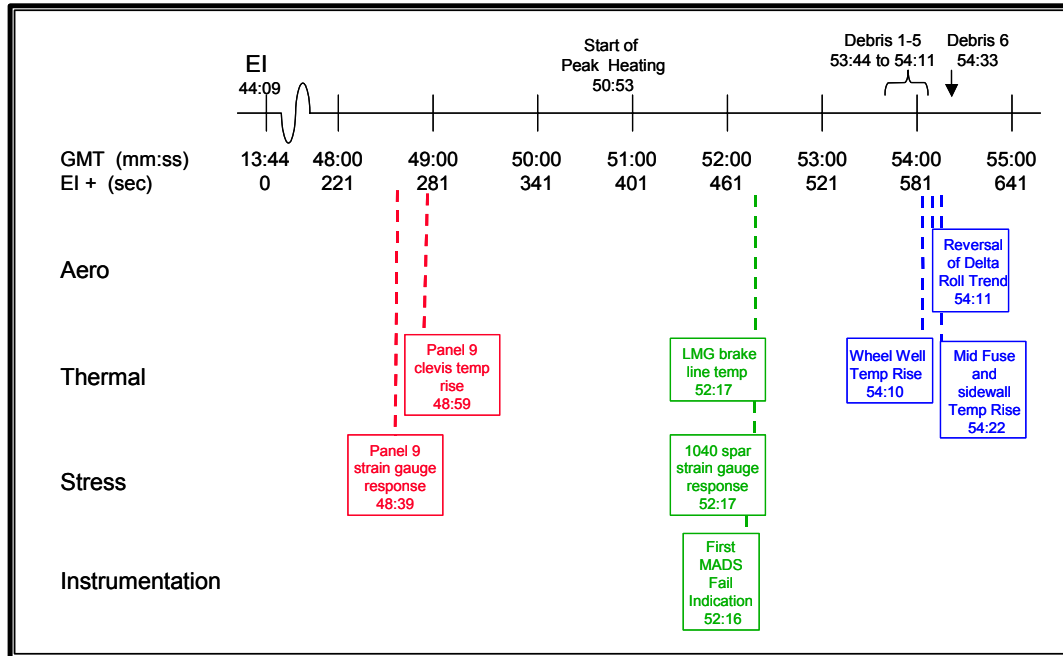 EI
44:09
Start of
Peak Heating
50:53
Debris 1-5
53:44 to 54:11
Debris 6
54:33
GMT (mm:ss) 13:44 48:00 49:00 50:00 51:00 52:00 53:00 54:00 55:00
EI + (sec) 0 221 281 341 401 461 521 581 641
Aero
Reversal
of Delta
Roll Trend
54:11
Thermal
Panel 9
clevis temp
rise
48:59
LMG brake
line temp
52:17
Wheel Well
Temp Rise
54:10
Mid Fuse
and
sidewall
Temp Rise
54:22
Stress
Panel 9
strain gauge
response
48:39
1040 spar
strain gauge
response
52:17
Instrumentation
First
MADS
Fail
Indication
52:16